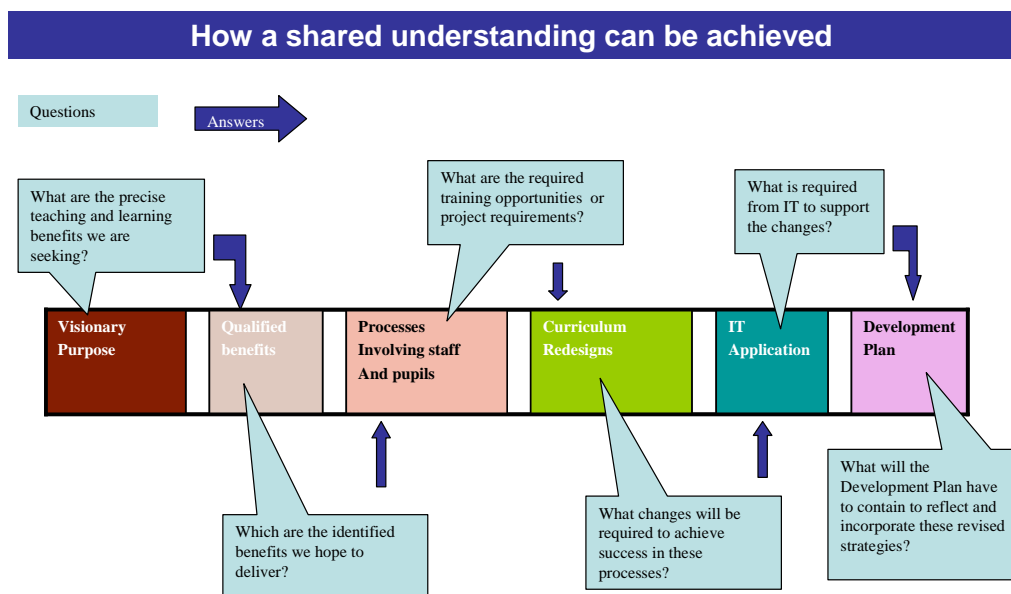 How a shared understanding can be achieved
Questions
Answers
What are the precise
teaching and learning
benefits we are
seeking?
What are the required
training opportunities or
project requirements?
What is required
from IT to support
the changes?
Visionary
Purpose
Qualified
benefits
Processes
Involving staff
And pupils
Curriculum
Redesigns
IT
Application
Development
Plan
Which are the identified
benefits we hope to
deliver?
What changes will be
required to achieve
success in these
processes?
What will the
Development Plan have
to contain to reflect and
incorporate these revised
strategies?